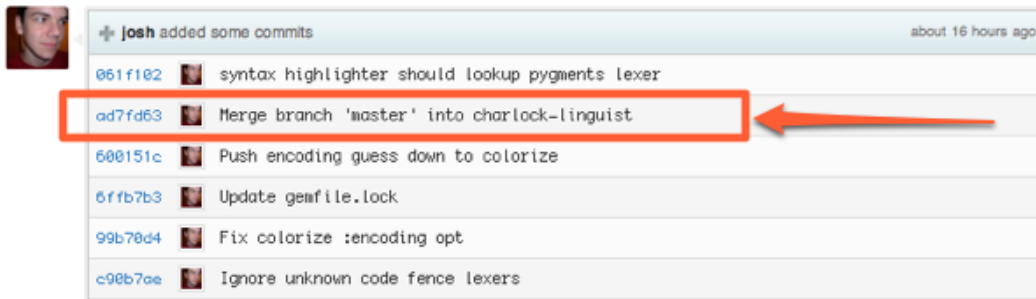 josh added some commits about 16 hours ago
061f102 syntax highlighter should lookup pygments lexer
ad7fd63 Merge branch 'master' into charlock-linguist
600151c Push encoding guess down to colorize
6ffb7b3 Update gemfile.lock
99b70d4 Fix colorize :encoding opt
c90b7ae Ignore unknown code fence lexers